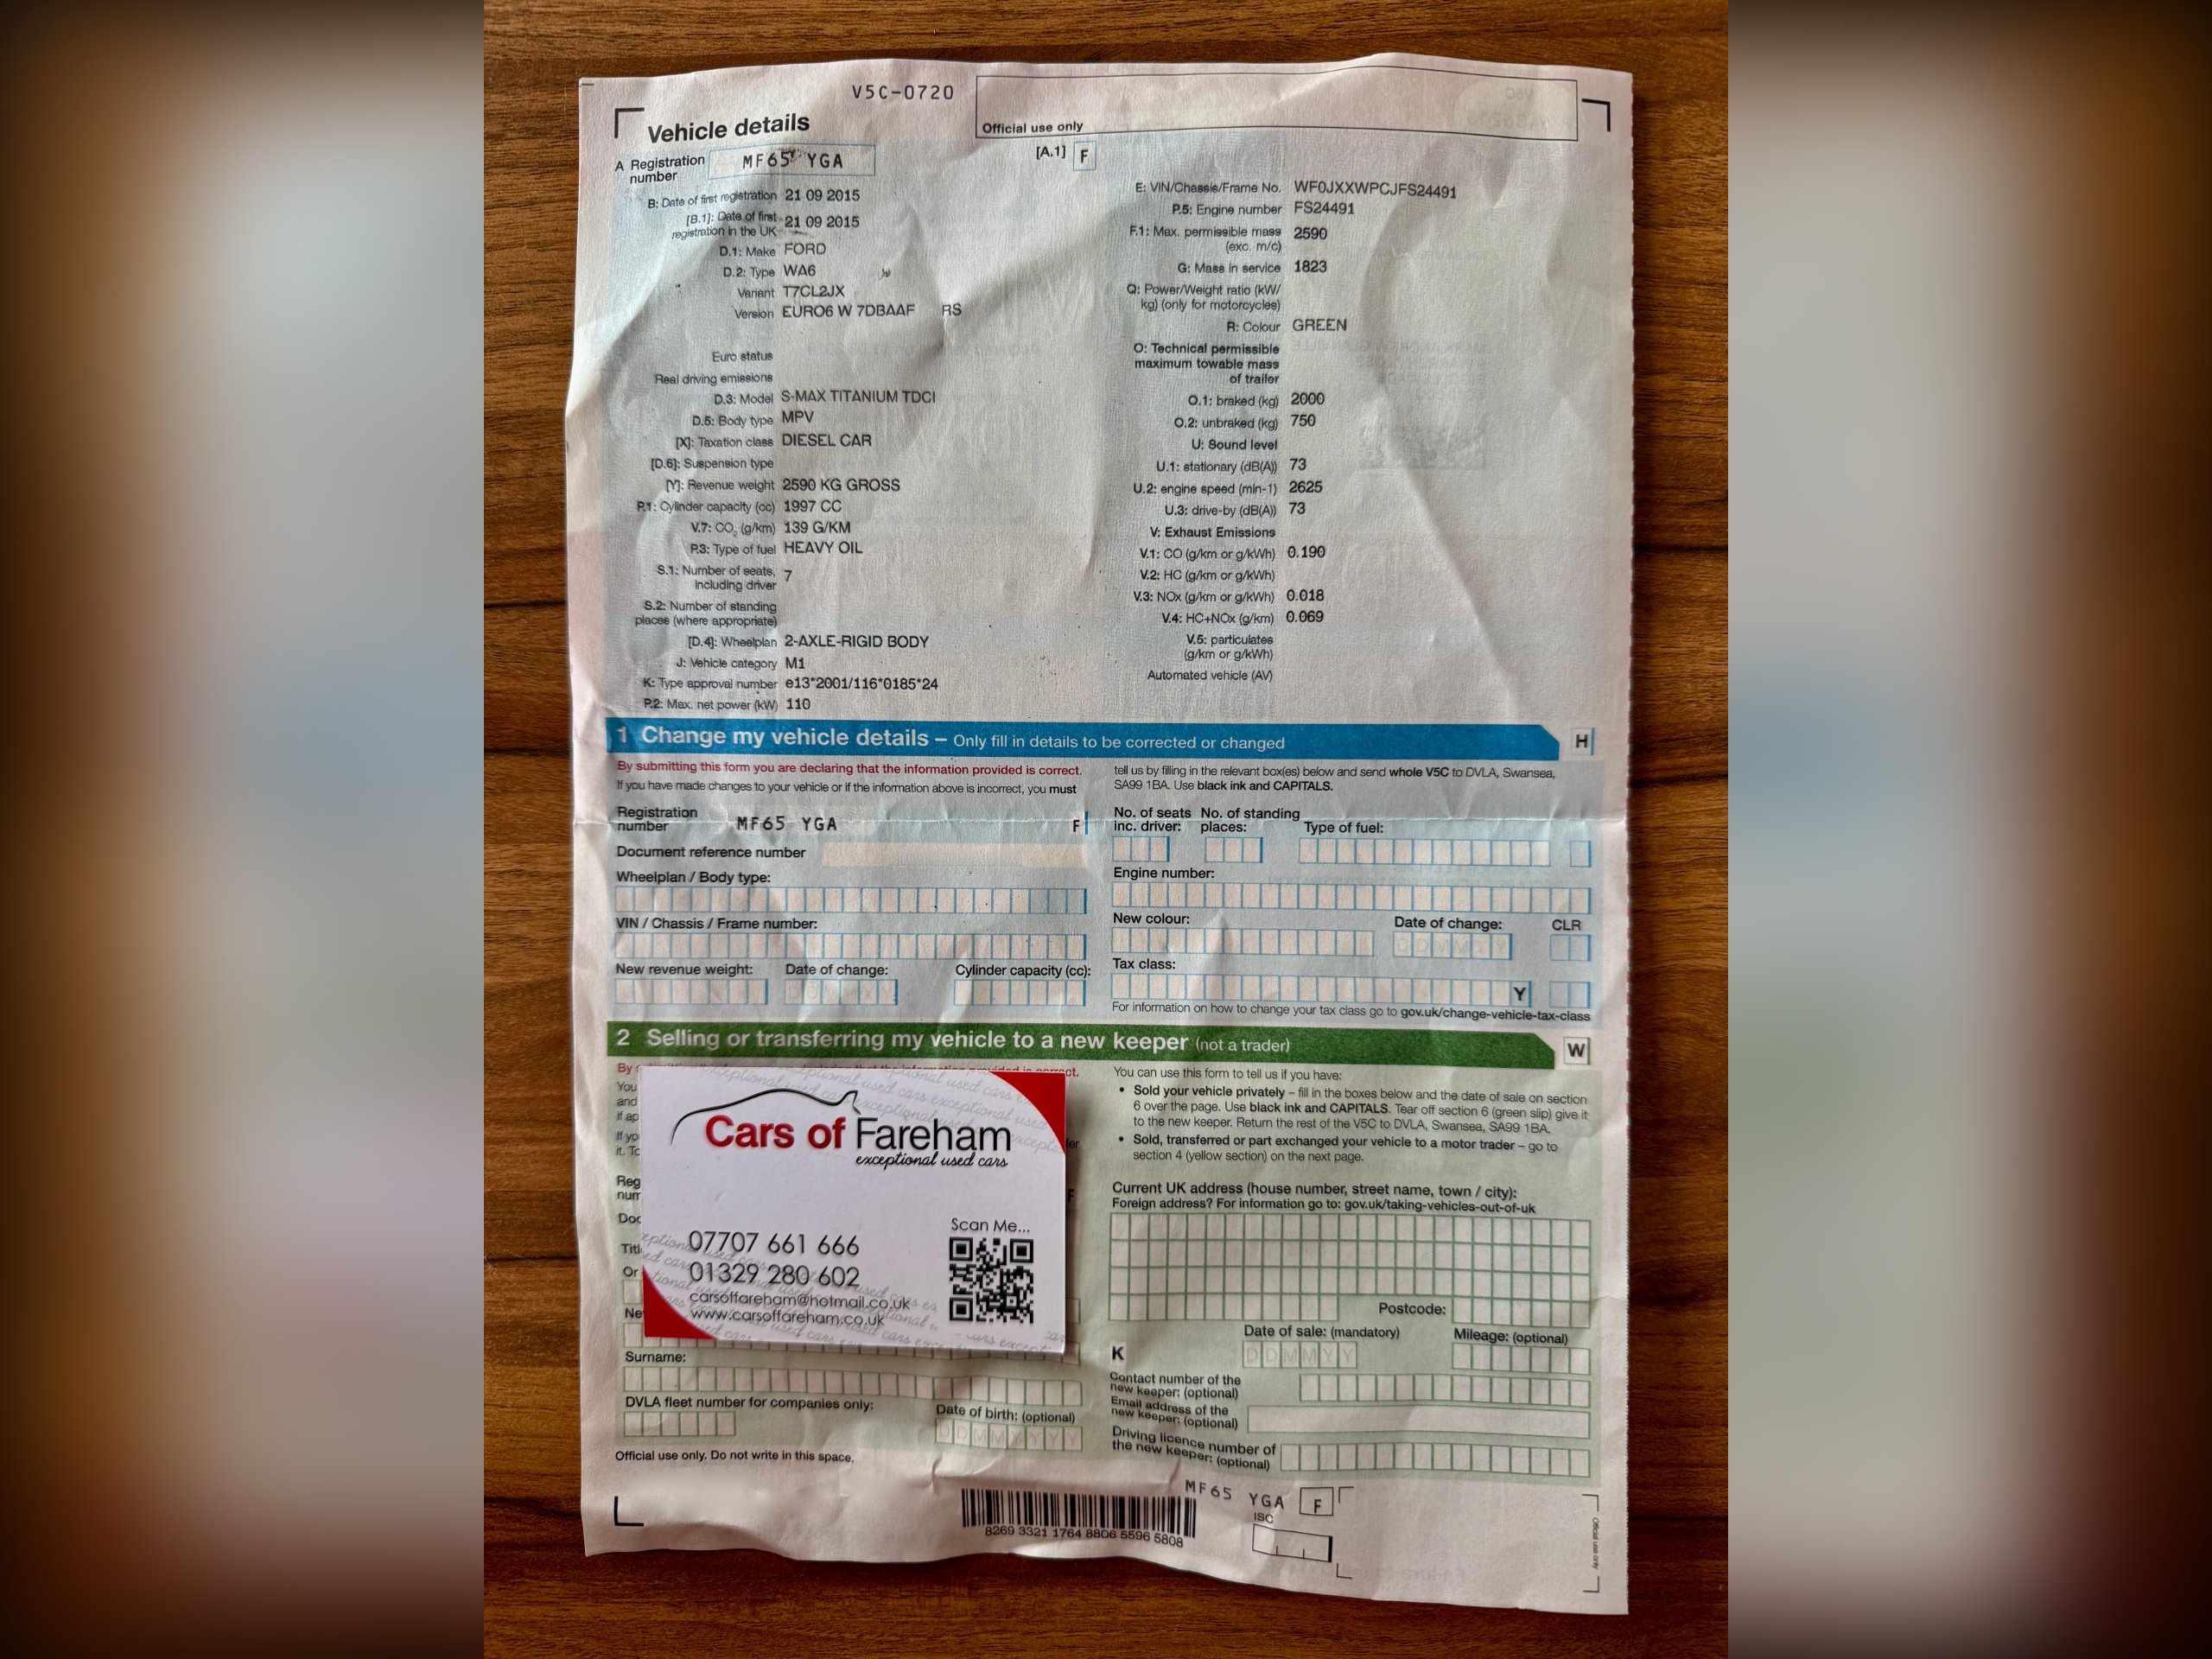 V5C-0720
Vehicle details
Official use only
A Registration number MF65 YGA
[A.1] F
B: Date of first registration 21 09 2015
[B.1]: Date of first registration in the UK 21 09 2015
D.1: Make FORD
D.2: Type WA6
Variant T7CL2JX
Version EURO6 W 7DBAAF RS
Euro status
Real driving emissions
D.3: Model S-MAX TITANIUM TDCI
D.5: Body type MPV
[X]: Taxation class DIESEL CAR
[D.6]: Suspension type
[Y]: Revenue weight 2590 KG GROSS
P.1: Cylinder capacity (cc) 1997 CC
V.7: CO₂ (g/km) 139 G/KM
P.3: Type of fuel HEAVY OIL
S.1: Number of seats, including driver 7
S.2: Number of standing places (where appropriate)
[D.4]: Wheelplan 2-AXLE-RIGID BODY
J: Vehicle category M1
K: Type approval number e13*2001/116*0185*24
P.2: Max. net power (kW) 110
E: VIN/Chassis/Frame No. WF0JXXWPCJFS24491
P.5: Engine number FS24491
F.1: Max. permissible mass (exc. m/c) 2590
G: Mass in service 1823
Q: Power/Weight ratio (kW/kg) (only for motorcycles)
R: Colour GREEN
O: Technical permissible maximum towable mass of trailer
O.1: braked (kg) 2000
O.2: unbraked (kg) 750
U: Sound level
U.1: stationary (dB(A)) 73
U.2: engine speed (min-1) 2625
U.3: drive-by (dB(A)) 73
V: Exhaust Emissions
V.1: CO (g/km or g/kWh) 0.190
V.2: HC (g/km or g/kWh)
V.3: NOx (g/km or g/kWh) 0.018
V.4: HC+NOx (g/km) 0.069
V.5: particulates (g/km or g/kWh)
Automated vehicle (AV)
1 Change my vehicle details – Only fill in details to be corrected or changed H
By submitting this form you are declaring that the information provided is correct.
If you have made changes to your vehicle or if the information above is incorrect, you must
tell us by filling in the relevant box(es) below and send whole V5C to DVLA, Swansea,
SA99 1BA. Use black ink and CAPITALS.
Registration number MF65 YGA F
Document reference number
Wheelplan / Body type:
VIN / Chassis / Frame number:
New revenue weight: Date of change: Cylinder capacity (cc):
No. of seats inc. driver: No. of standing places: Type of fuel:
Engine number:
New colour: Date of change: CLR
Tax class:
Y
For information on how to change your tax class go to gov.uk/change-vehicle-tax-class
2 Selling or transferring my vehicle to a new keeper (not a trader) W
Cars of Fareham
exceptional used cars
Scan Me...
07707 661 666
01329 280 602
carsoffareham@hotmail.co.uk
www.carsoffareham.co.uk
Surname:
DVLA fleet number for companies only:
Date of birth: (optional)
DDMMYYYY
Official use only. Do not write in this space.
You can use this form to tell us if you have:
• Sold your vehicle privately – fill in the boxes below and the date of sale on section
6 over the page. Use black ink and CAPITALS. Tear off section 6 (green slip) give it
to the new keeper. Return the rest of the V5C to DVLA, Swansea, SA99 1BA.
• Sold, transferred or part exchanged your vehicle to a motor trader – go to
section 4 (yellow section) on the next page.
Current UK address (house number, street name, town / city):
Foreign address? For information go to: gov.uk/taking-vehicles-out-of-uk
Postcode:
Date of sale: (mandatory) Mileage: (optional)
K DDMMYY
Contact number of the new keeper: (optional)
Email address of the new keeper: (optional)
Driving licence number of the new keeper: (optional)
8269 3321 1764 8806 5596 5808
MF65 YGA F
ISC
Official use only